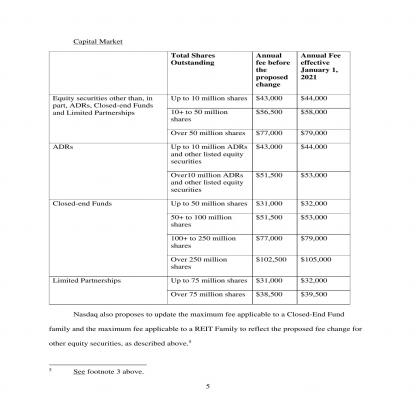 Capital Market
Total Shares Outstanding
Annual fee before the proposed change
Annual Fee effective January 1, 2021
Equity securities other than, in part, ADRs, Closed-end Funds and Limited Partnerships
Up to 10 million shares $43,000 $44,000
10+ to 50 million shares $56,500 $58,000
Over 50 million shares $77,000 $79,000
ADRs
Up to 10 million ADRs and other listed equity securities $43,000 $44,000
Over10 million ADRs and other listed equity securities $51,500 $53,000
Closed-end Funds
Up to 50 million shares $31,000 $32,000
50+ to 100 million shares $51,500 $53,000
100+ to 250 million shares $77,000 $79,000
Over 250 million shares $102,500 $105,000
Limited Partnerships
Up to 75 million shares $31,000 $32,000
Over 75 million shares $38,500 $39,500
Nasdaq also proposes to update the maximum fee applicable to a Closed-End Fund
family and the maximum fee applicable to a REIT Family to reflect the proposed fee change for
other equity securities, as described above.
See footnote 3 above.
5